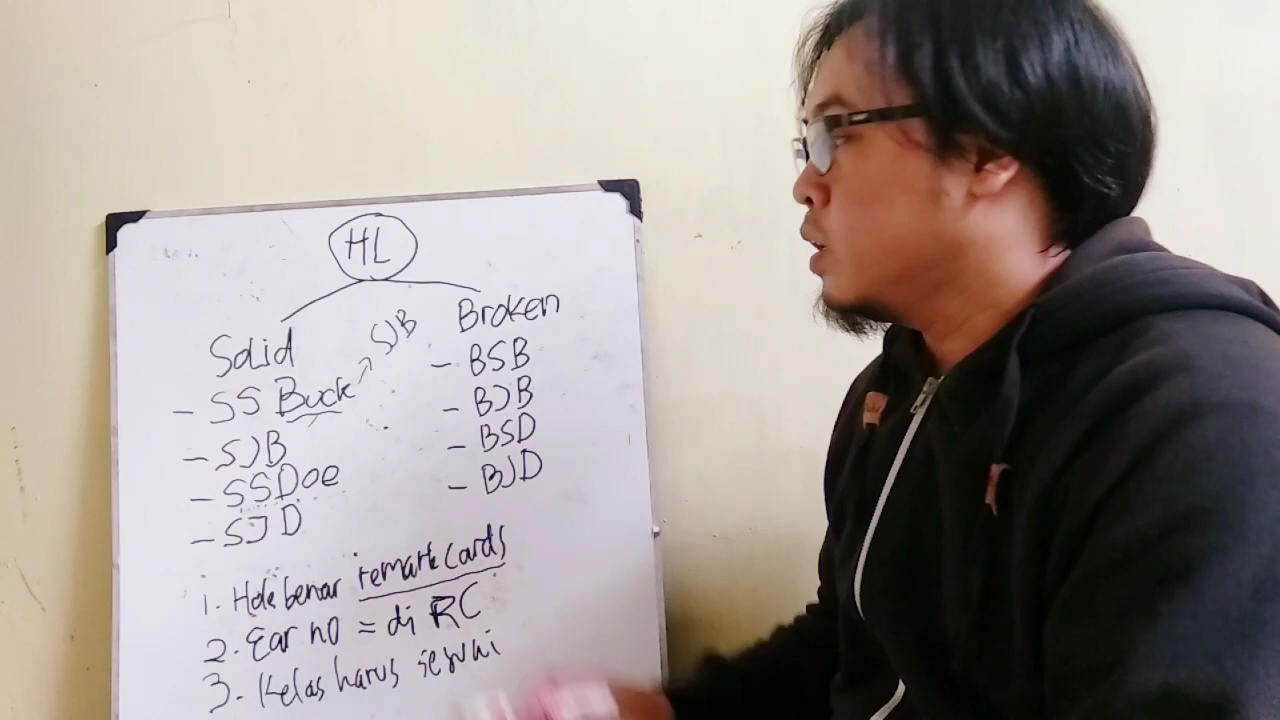 HL
Solid
- SS Buck → SJB
- SJB
- SSDoe
- SJD
Broken
- BSB
- BJB
- BSD
- BJD
1. Hole benar remark cards
2. Ear no = di RC
3. Kelas harus sesuai